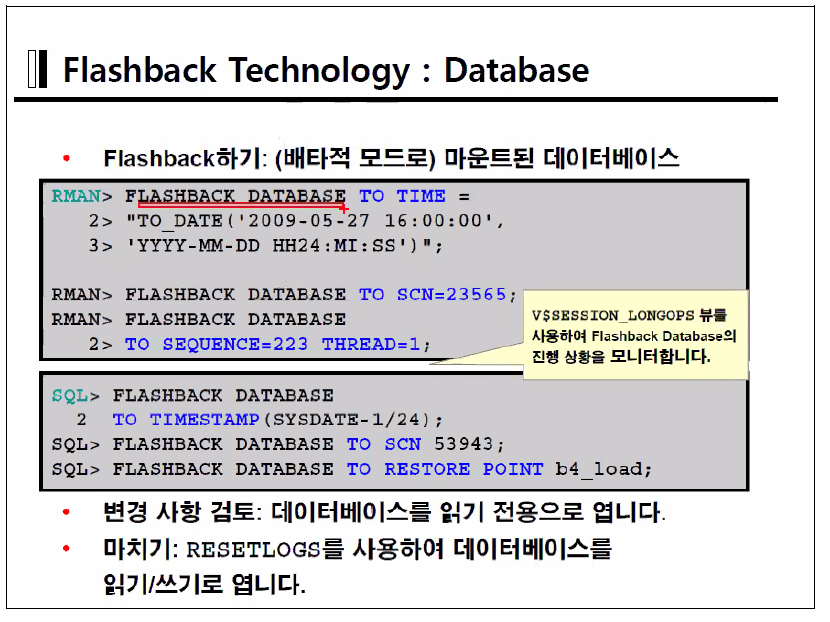 Flashback Technology : Database
• Flashback하기: (배타적 모드로) 마운트된 데이터베이스
RMAN> FLASHBACK DATABASE TO TIME =
2> "TO_DATE('2009-05-27 16:00:00',
3> 'YYYY-MM-DD HH24:MI:SS')";
RMAN> FLASHBACK DATABASE TO SCN=23565;
RMAN> FLASHBACK DATABASE
2> TO SEQUENCE=223 THREAD=1;
V$SESSION_LONGOPS 뷰를
사용하여 Flashback Database의
진행 상황을 모니터합니다.
SQL> FLASHBACK DATABASE
2 TO TIMESTAMP(SYSDATE-1/24);
SQL> FLASHBACK DATABASE TO SCN 53943;
SQL> FLASHBACK DATABASE TO RESTORE POINT b4_load;
• 변경 사항 검토: 데이터베이스를 읽기 전용으로 엽니다.
• 마치기: RESETLOGS를 사용하여 데이터베이스를
읽기/쓰기로 엽니다.